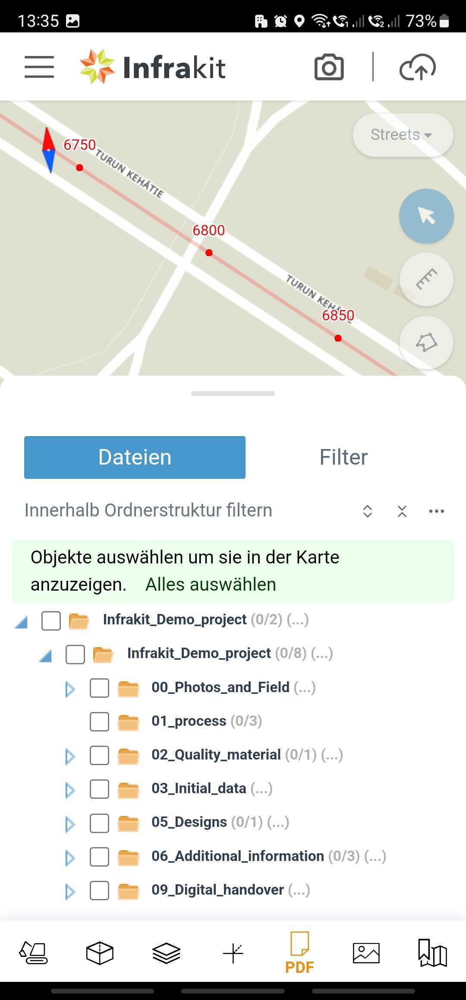 13:35
1 2 73%
Infrakit
Streets
6750
TURUN KEHÄTIE
6800
TURUN
6850
Dateien
Filter
Innerhalb Ordnerstruktur filtern
Objekte auswählen um sie in der Karte
anzuzeigen. Alles auswählen
Infrakit_Demo_project (0/2) (...)
Infrakit_Demo_project (0/8) (...)
00_Photos_and_Field (...)
01_process (0/3)
02_Quality_material (0/1) (...)
03_Initial_data (...)
05_Designs (0/1) (...)
06_Additional_information (0/3) (...)
09_Digital_handover (...)
PDF